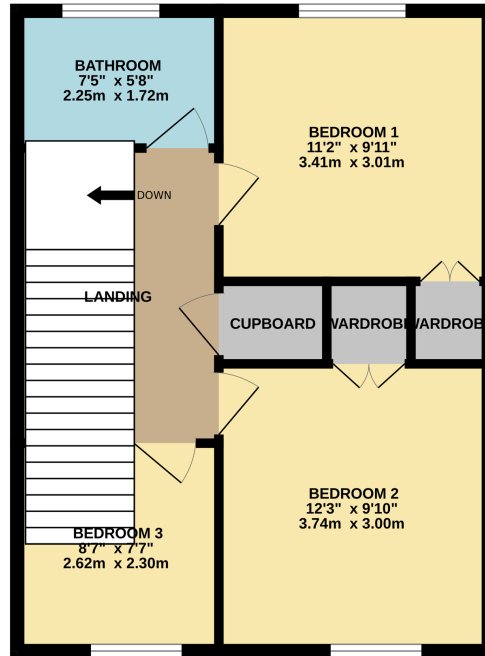 BATHROOM
7'5" x 5'8"
2.25m x 1.72m
BEDROOM 1
11'2" x 9'11"
3.41m x 3.01m
DOWN
LANDING
CUPBOARD
WARDROBE
WARDROBE
BEDROOM 2
12'3" x 9'10"
3.74m x 3.00m
BEDROOM 3
8'7" x 7'7"
2.62m x 2.30m